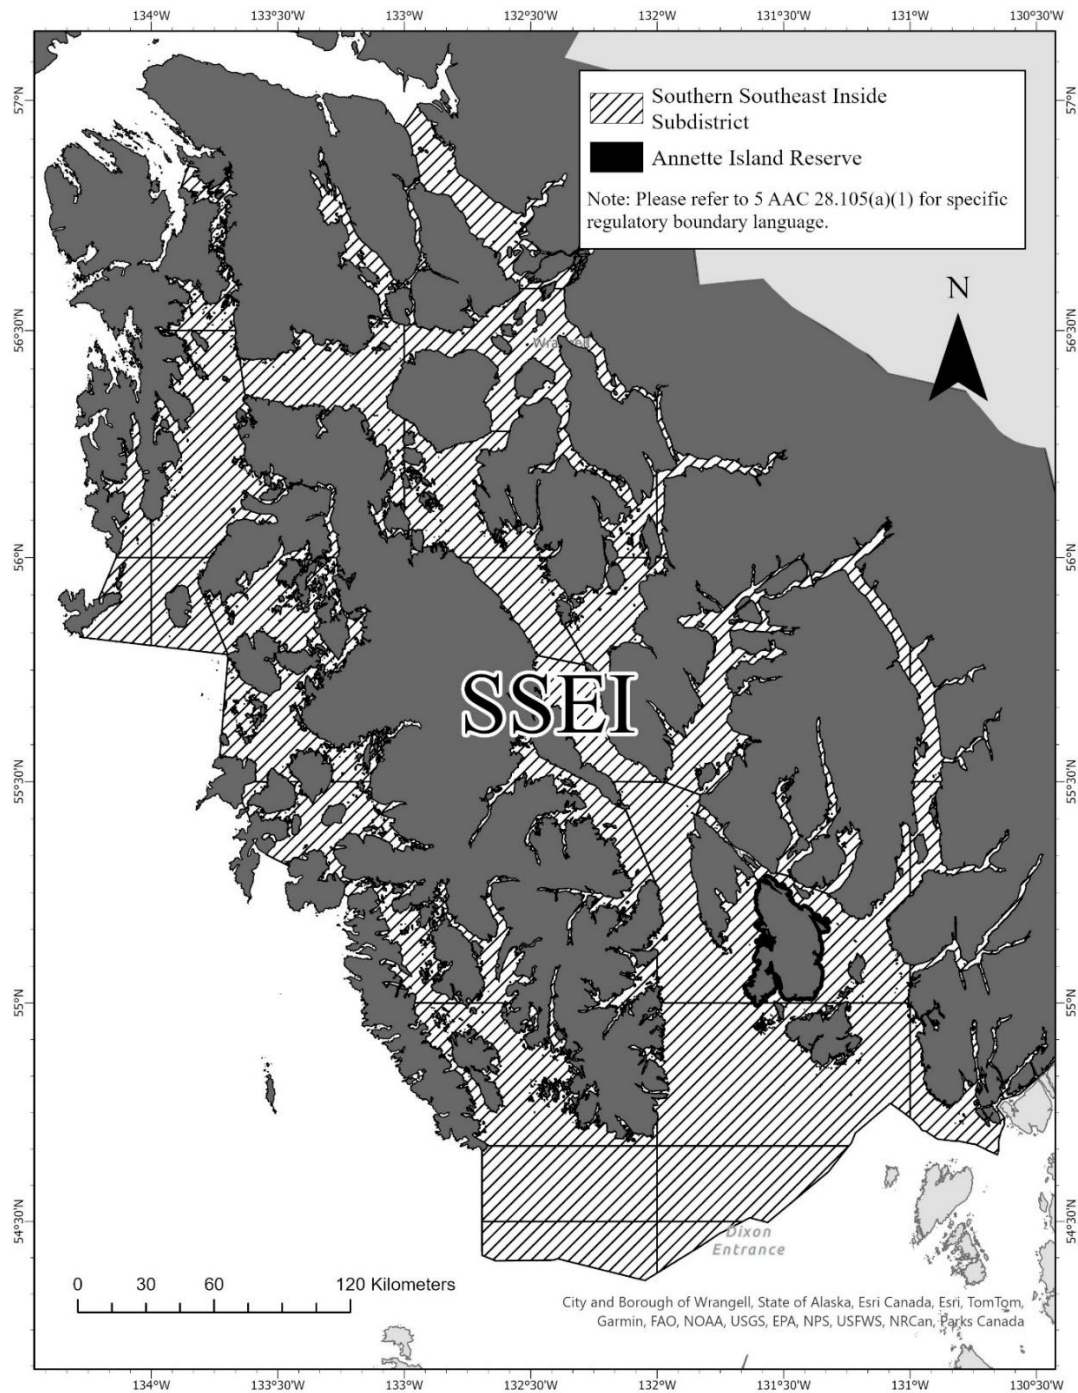 134°W 133°30'W 133°W 132°30'W 132°W 131°30'W 131°W 130°30'W
Southern Southeast Inside
Subdistrict
Annette Island Reserve
Note: Please refer to 5 AAC 28.105(a)(1) for specific
regulatory boundary language.
57°N
57°N
N
56°30'N
56°30'N
Wrangell
56°N
56°N
SSEI
55°30'N
55°30'N
55°N
55°N
54°30'N
54°30'N
Dixon
Entrance
0 30 60 120 Kilometers
City and Borough of Wrangell, State of Alaska, Esri Canada, Esri, TomTom,
Garmin, FAO, NOAA, USGS, EPA, NPS, USFWS, NRCan, Parks Canada
134°W 133°30'W 133°W 132°30'W 132°W 131°30'W 131°W 130°30'W